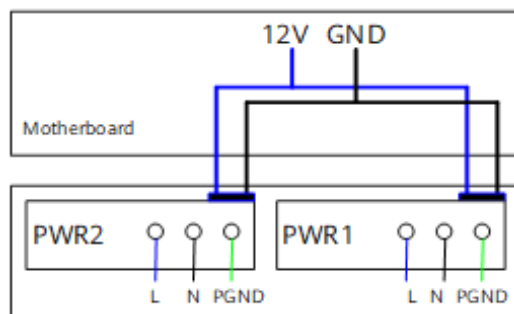 12V GND
Motherboard
PWR2 PWR1
L N PGND L N PGND